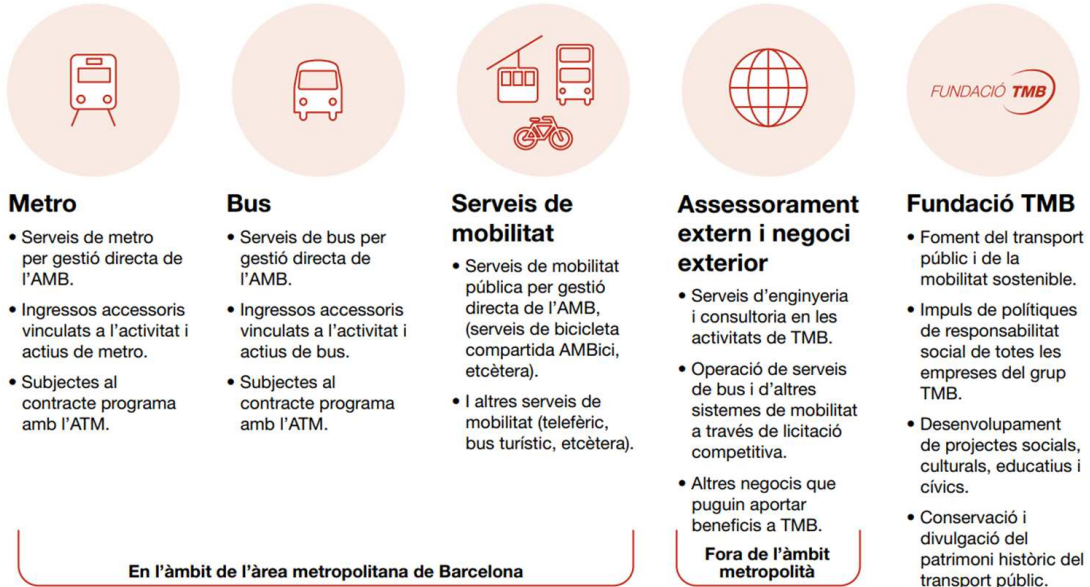 FUNDACIÓ TMB
Metro
• Serveis de metro
per gestió directa de
l'AMB.
• Ingressos accessoris
vinculats a l'activitat i
actius de metro.
• Subjectes al
contracte programa
amb l'ATM.
Bus
• Serveis de bus per
gestió directa de
l'AMB.
• Ingressos accessoris
vinculats a l'activitat i
actius de bus.
• Subjectes al
contracte programa
amb l'ATM.
Serveis de
mobilitat
• Serveis de mobilitat
pública per gestió
directa de l'AMB,
(serveis de bicicleta
compartida AMBici,
etcètera).
• I altres serveis de
mobilitat (telefèric,
bus turístic, etcètera).
En l'àmbit de l'àrea metropolitana de Barcelona
Assessorament
extern i negoci
exterior
• Serveis d'enginyeria
i consultoria en les
activitats de TMB.
• Operació de serveis
de bus i d'altres
sistemes de mobilitat
a través de licitació
competitiva.
• Altres negocis que
puguin aportar
beneficis a TMB.
Fora de l'àmbit
metropolità
Fundació TMB
• Foment del transport
públic i de la
mobilitat sostenible.
• Impuls de polítiques
de responsabilitat
social de totes les
empreses del grup
TMB.
• Desenvolupament
de projectes socials,
culturals, educatius i
cívics.
• Conservació i
divulgació del
patrimoni històric del
transport públic.